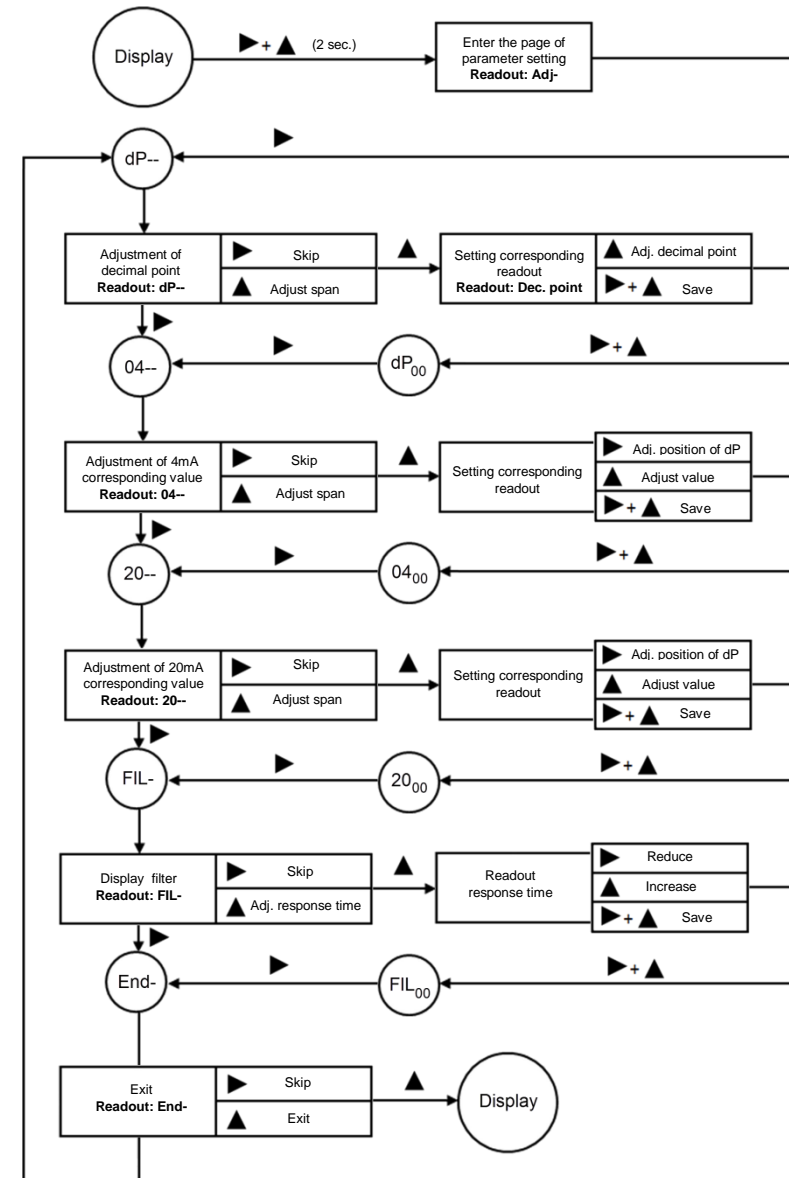 Display
+ (2 sec.)
Enter the page of
parameter setting
Readout: Adj-
dP--
Adjustment of
decimal point
Readout: dP--
Skip
Adjust span
Setting corresponding
readout
Readout: Dec. point
Adj. decimal point
+ Save
04--
dP00
+
Adjustment of 4mA
corresponding value
Readout: 04--
Skip
Adjust span
Setting corresponding
readout
Adj. position of dP
Adjust value
+ Save
20--
0400
+
Adjustment of 20mA
corresponding value
Readout: 20--
Skip
Adjust span
Setting corresponding
readout
Adj. position of dP
Adjust value
+ Save
FIL-
2000
+
Display filter
Readout: FIL-
Skip
Adj. response time
Readout
response time
Reduce
Increase
+ Save
End-
FIL00
+
Exit
Readout: End-
Skip
Exit
Display